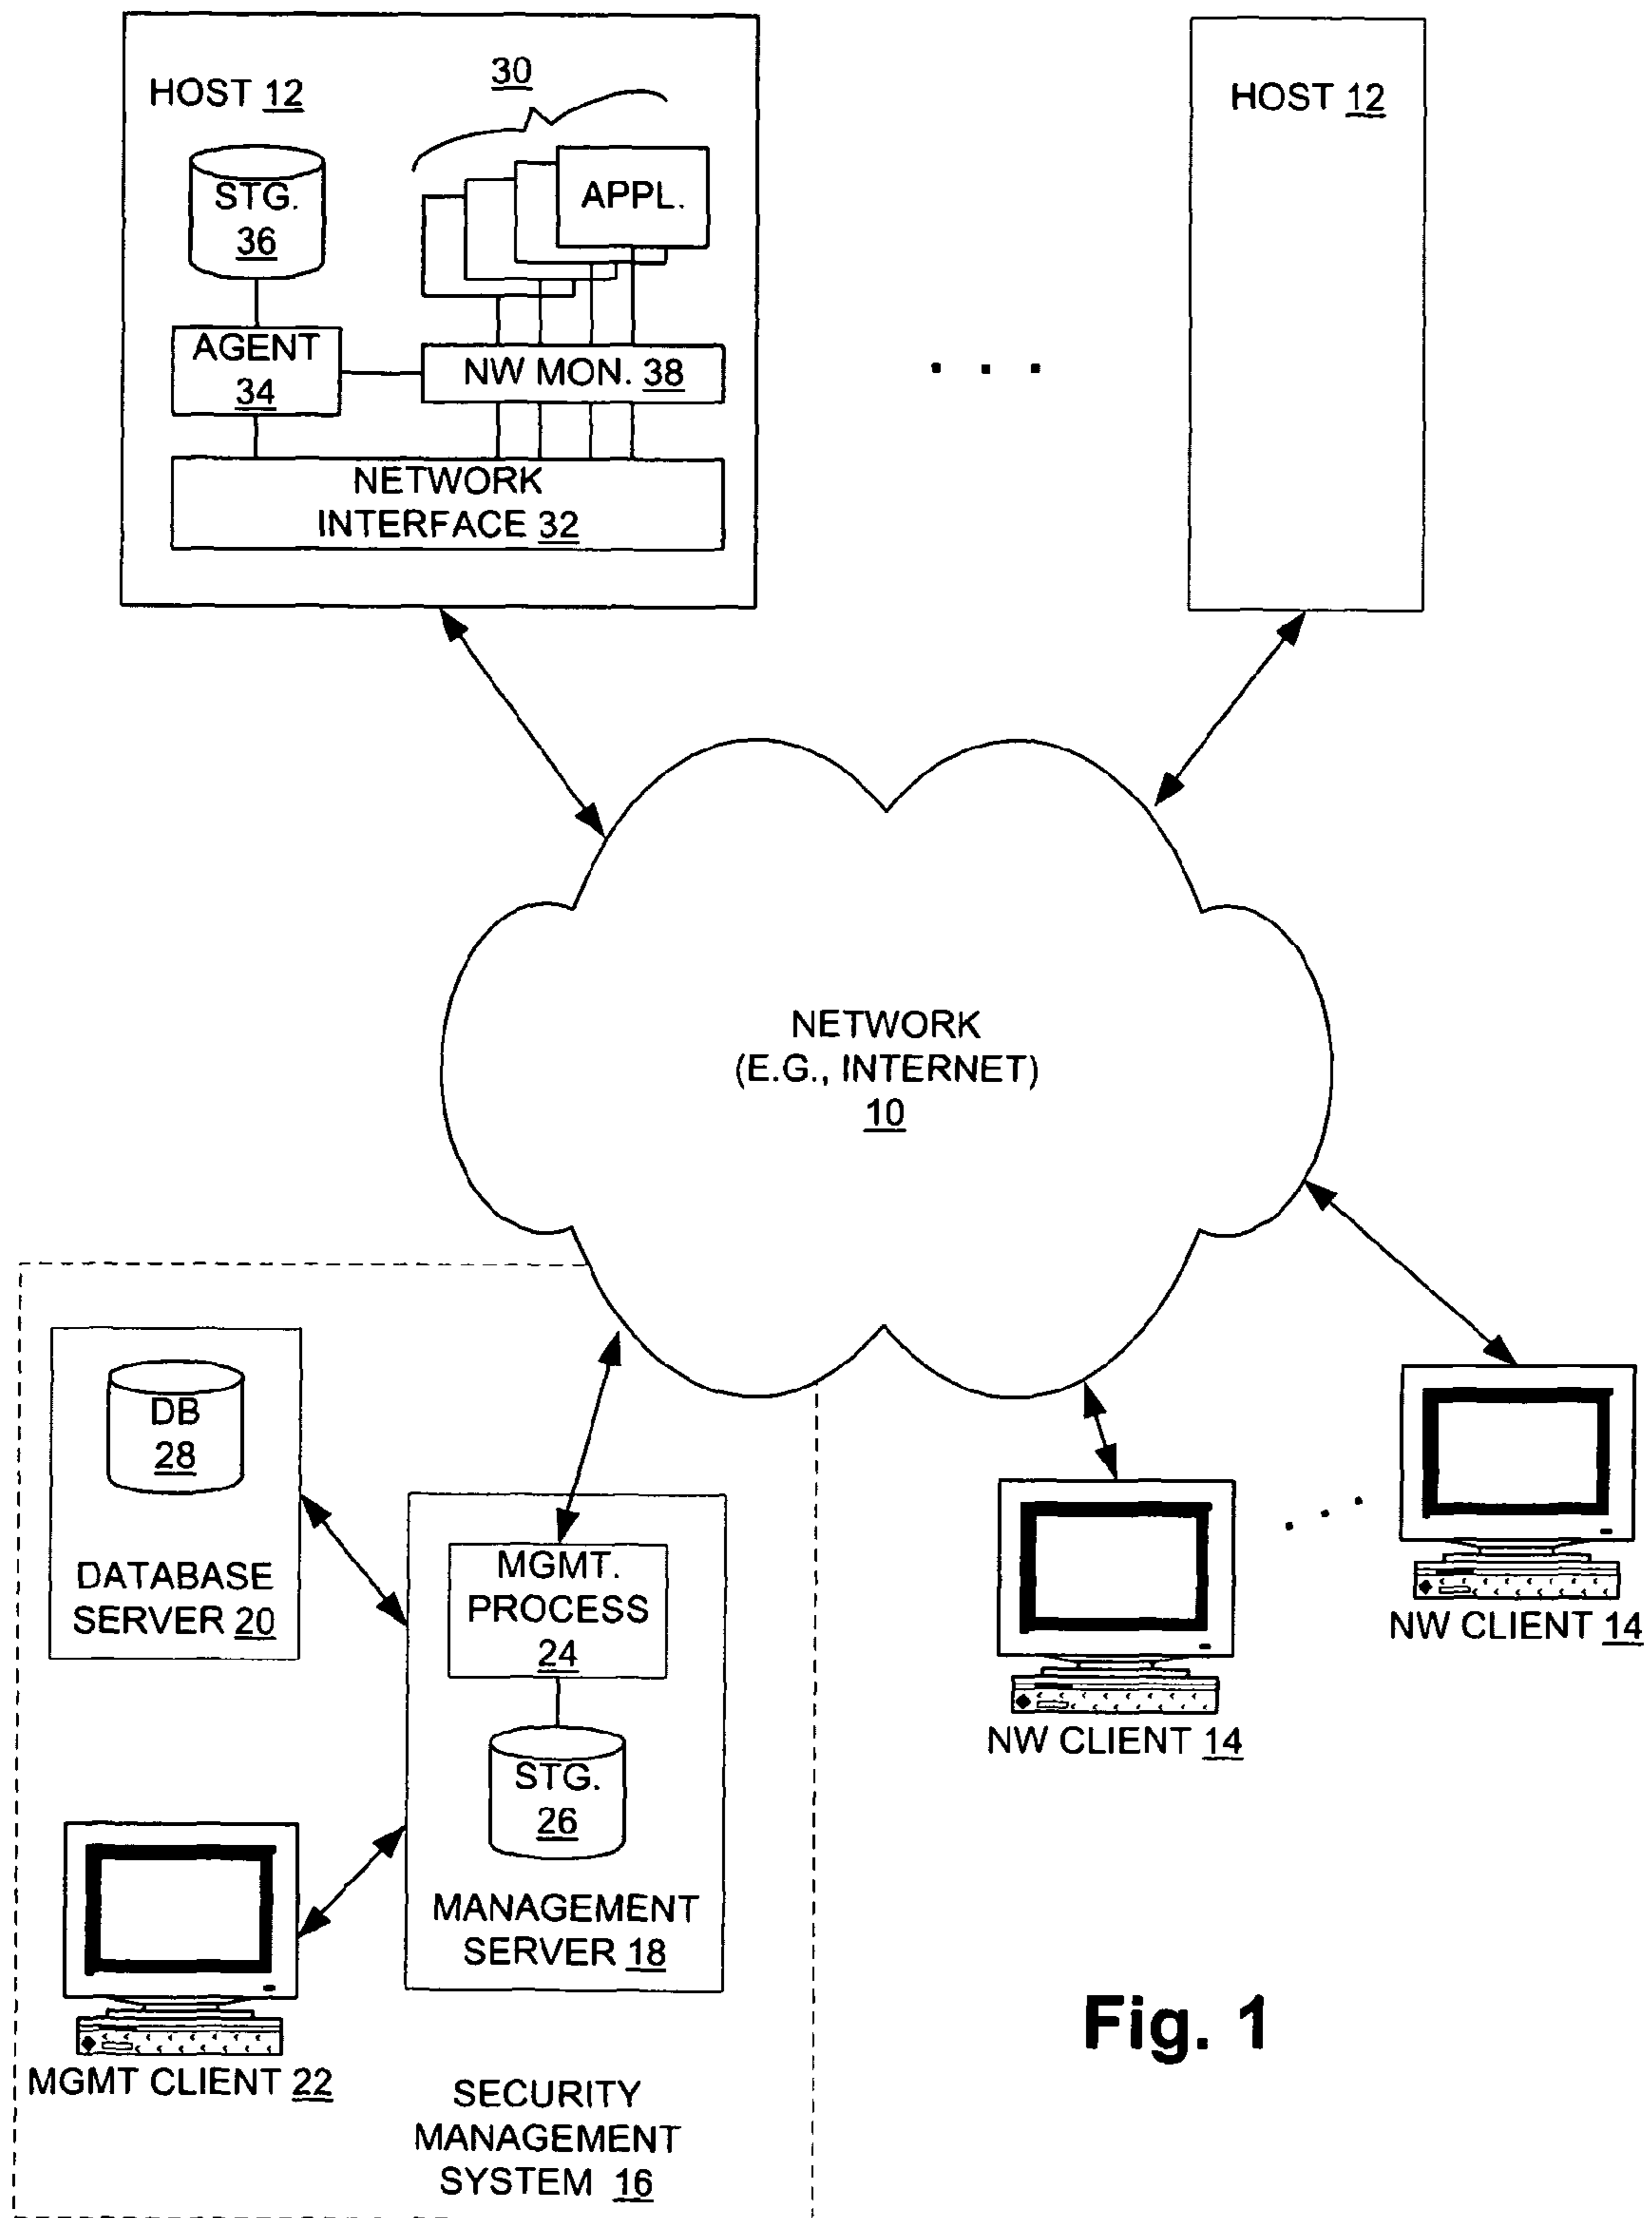 HOST 12
30
STG.
36
APPL.
AGENT
34
NW MON. 38
NETWORK
INTERFACE 32
HOST 12
NETWORK
(E.G., INTERNET)
10
DB
28
DATABASE
SERVER 20
MGMT.
PROCESS
24
STG.
26
MANAGEMENT
SERVER 18
MGMT CLIENT 22
SECURITY
MANAGEMENT
SYSTEM 16
NW CLIENT 14
NW CLIENT 14
Fig. 1